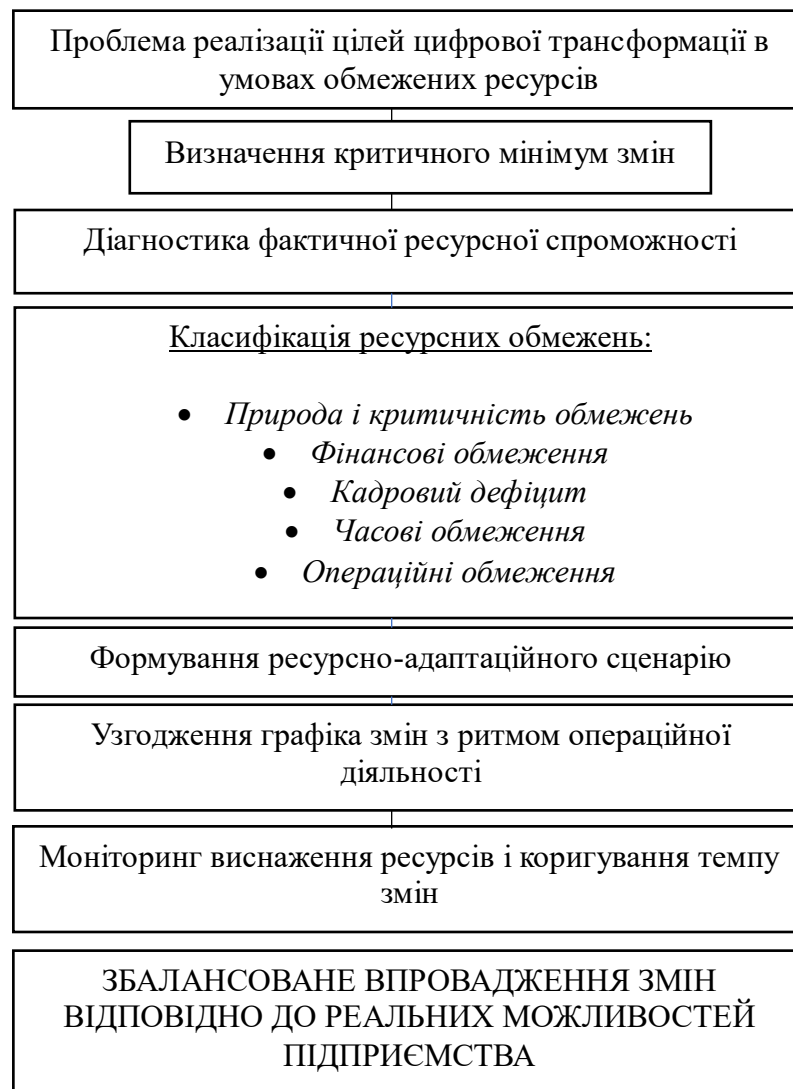 Проблема реалізації цілей цифрової трансформації в
умовах обмежених ресурсів
Визначення критичного мінімум змін
Діагностика фактичної ресурсної спроможності
Класифікація ресурсних обмежень:
• Природа і критичність обмежень
• Фінансові обмеження
• Кадровий дефіцит
• Часові обмеження
• Операційні обмеження
Формування ресурсно-адаптаційного сценарію
Узгодження графіка змін з ритмом операційної
діяльності
Моніторинг виснаження ресурсів і коригування темпу
змін
ЗБАЛАНСОВАНЕ ВПРОВАДЖЕННЯ ЗМІН
ВІДПОВІДНО ДО РЕАЛЬНИХ МОЖЛИВОСТЕЙ
ПІДПРИЄМСТВА